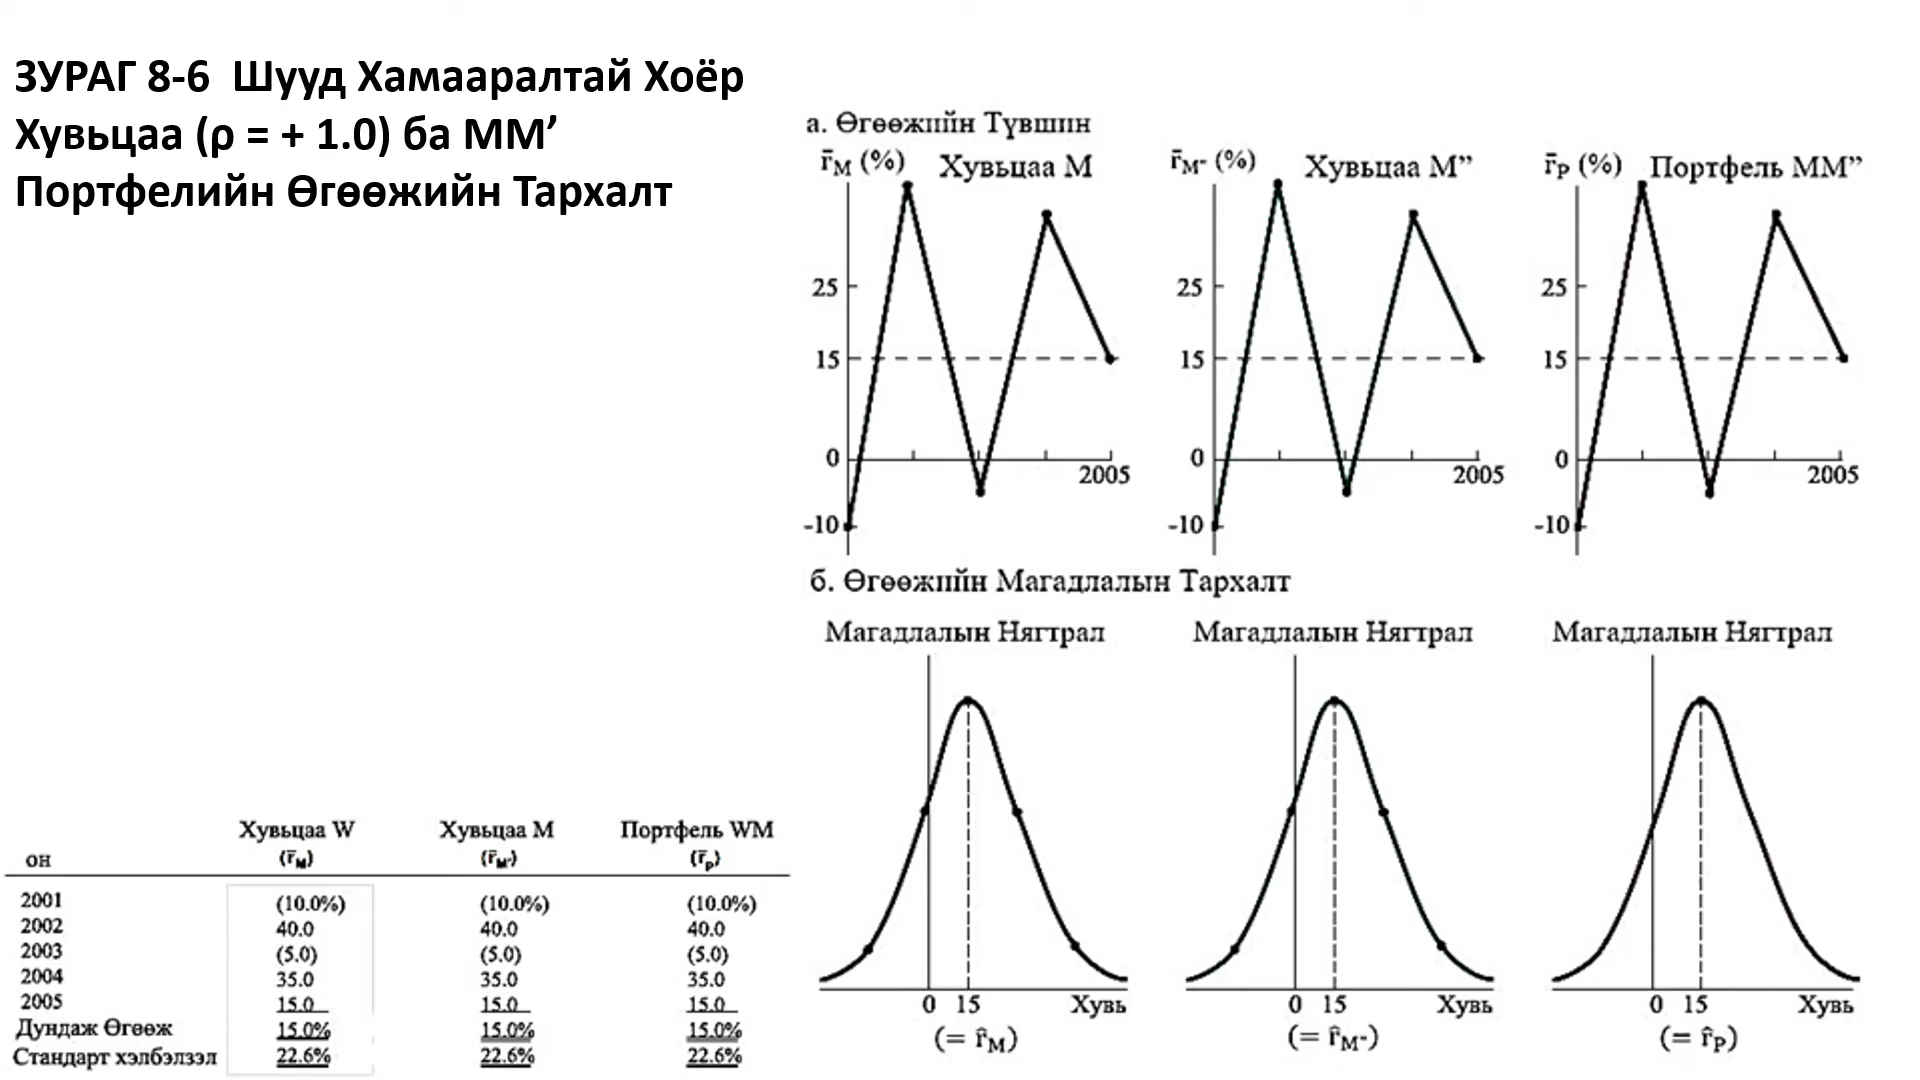 ЗУРАГ 8-6 Шууд Хамааралтай Хоёр
Хувьцаа (ρ = + 1.0) ба ММ’
Портфелийн Өгөөжийн Тархалт
а. Өгөөжийн Түвшин
r̄M (%) Хувьцаа М
25
15
0
-10
2005
r̄M" (%) Хувьцаа М”
25
15
0
-10
2005
r̄P (%) Портфель ММ”
25
15
0
-10
2005
б. Өгөөжийн Магадлалын Тархалт
Магадлалын Нягтрал
0 15 Хувь
(= r̂M)
Магадлалын Нягтрал
0 15 Хувь
(= r̂M")
Магадлалын Нягтрал
0 15 Хувь
(= r̂P)
Хувьцаа W Хувьцаа М Портфель WM
он (r̄M) (r̄M') (r̄p)
2001 (10.0%) (10.0%) (10.0%)
2002 40.0 40.0 40.0
2003 (5.0) (5.0) (5.0)
2004 35.0 35.0 35.0
2005 15.0 15.0 15.0
Дундаж Өгөөж 15.0% 15.0% 15.0%
Стандарт хэлбэлзэл 22.6% 22.6% 22.6%